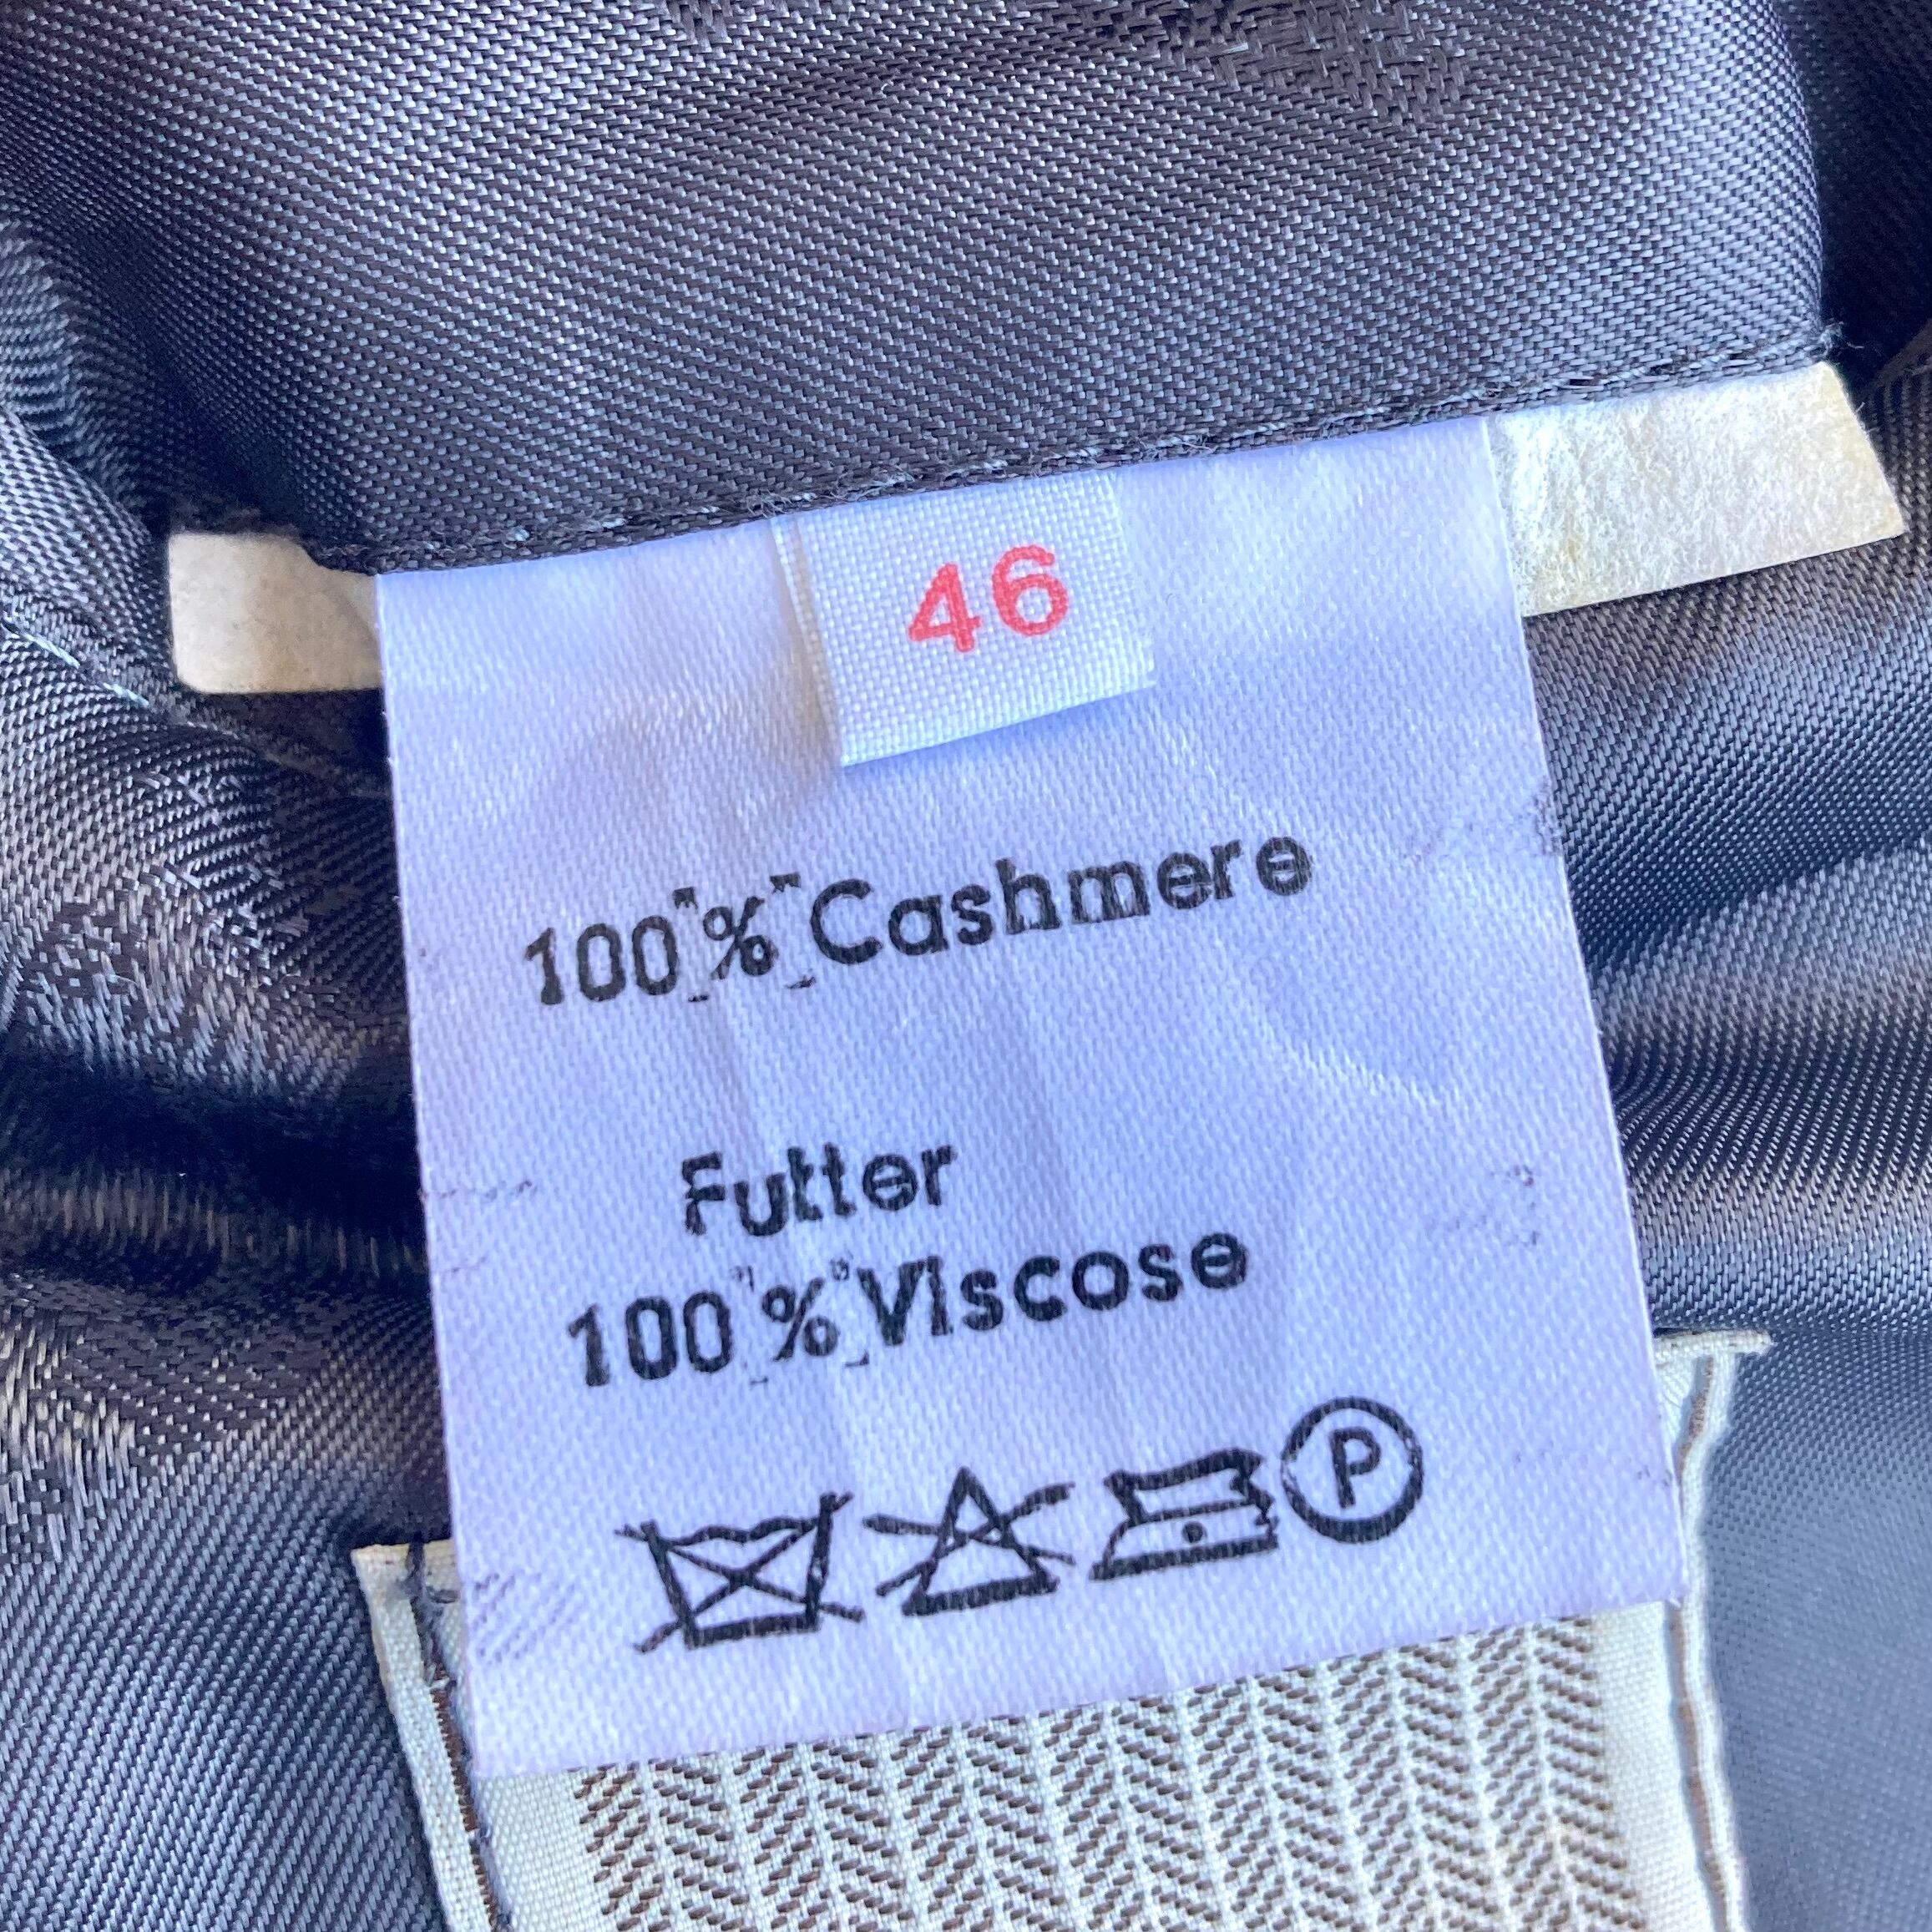 46
100 % Cashmere
Futter
100 % Viscose
P